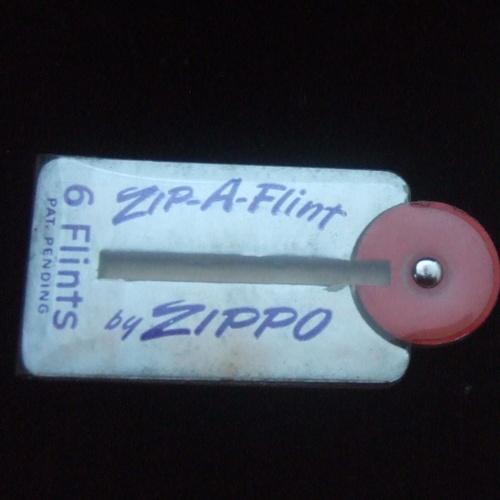 ZIP-A-Flint
by ZIPPO
6 Flints
PAT. PENDING